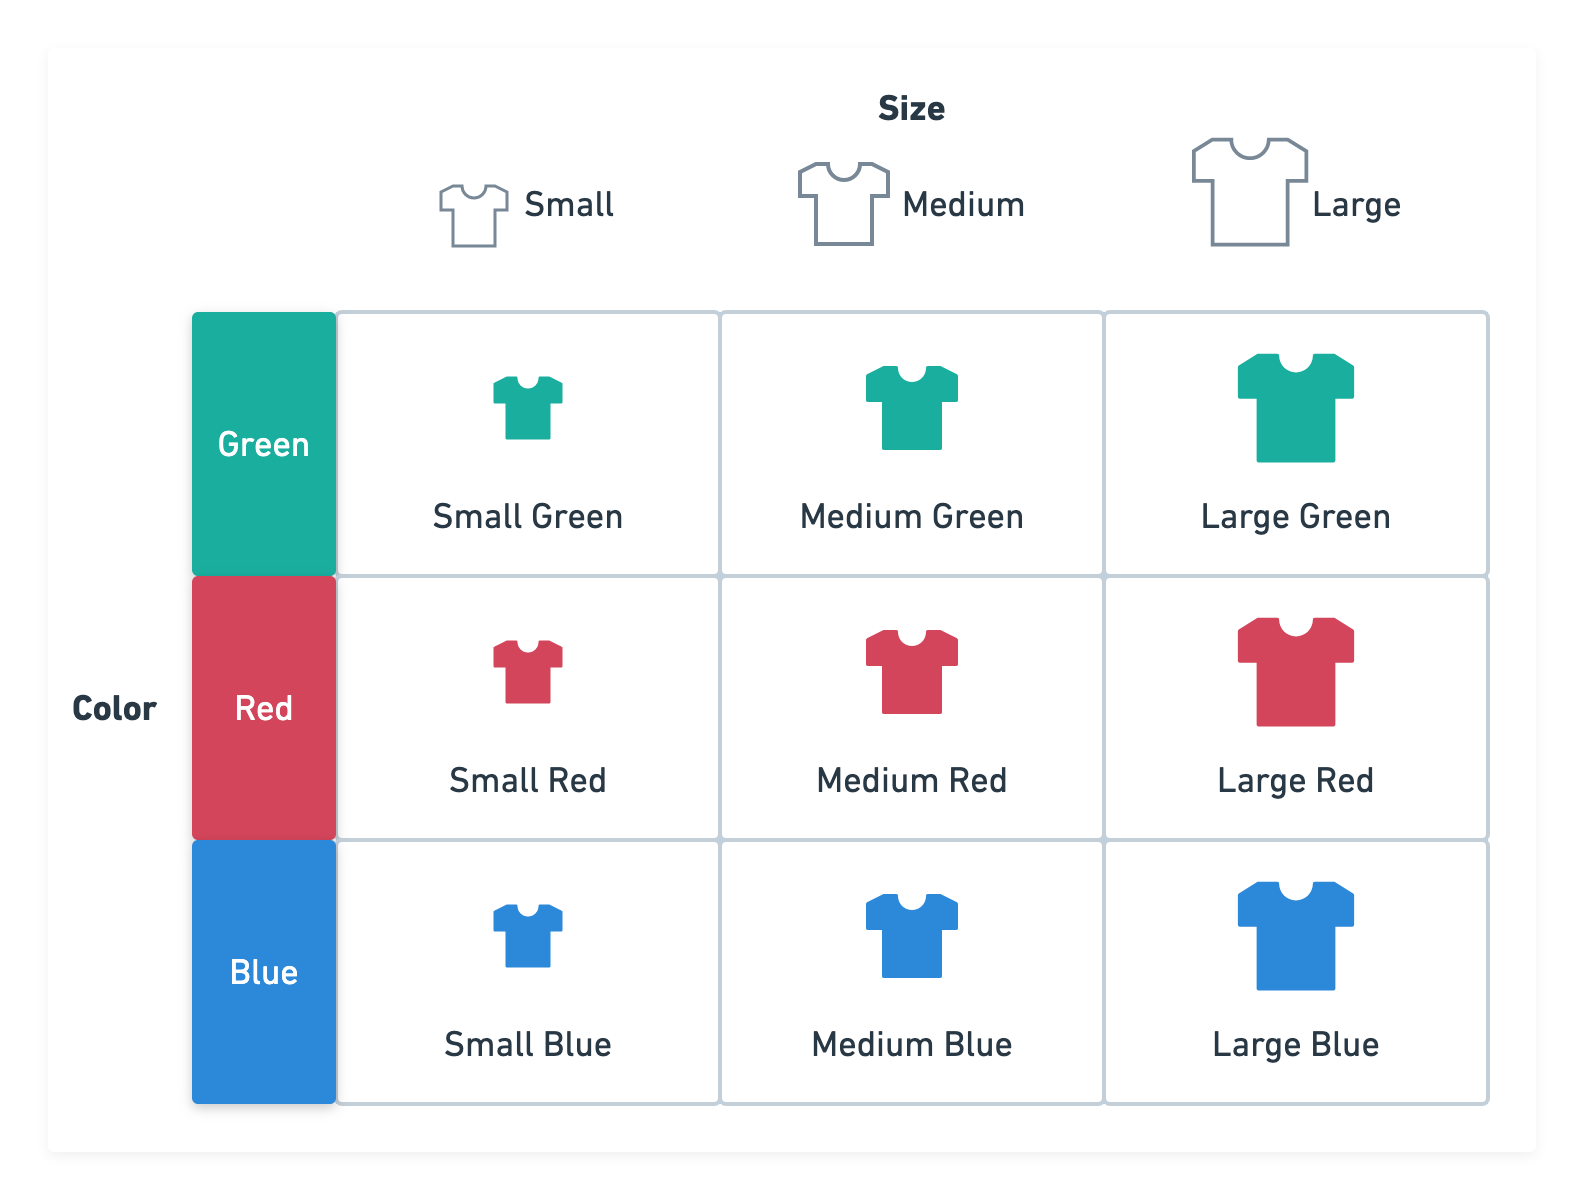 Size
Small
Medium
Large
Green
Small Green
Medium Green
Large Green
Color
Red
Small Red
Medium Red
Large Red
Blue
Small Blue
Medium Blue
Large Blue